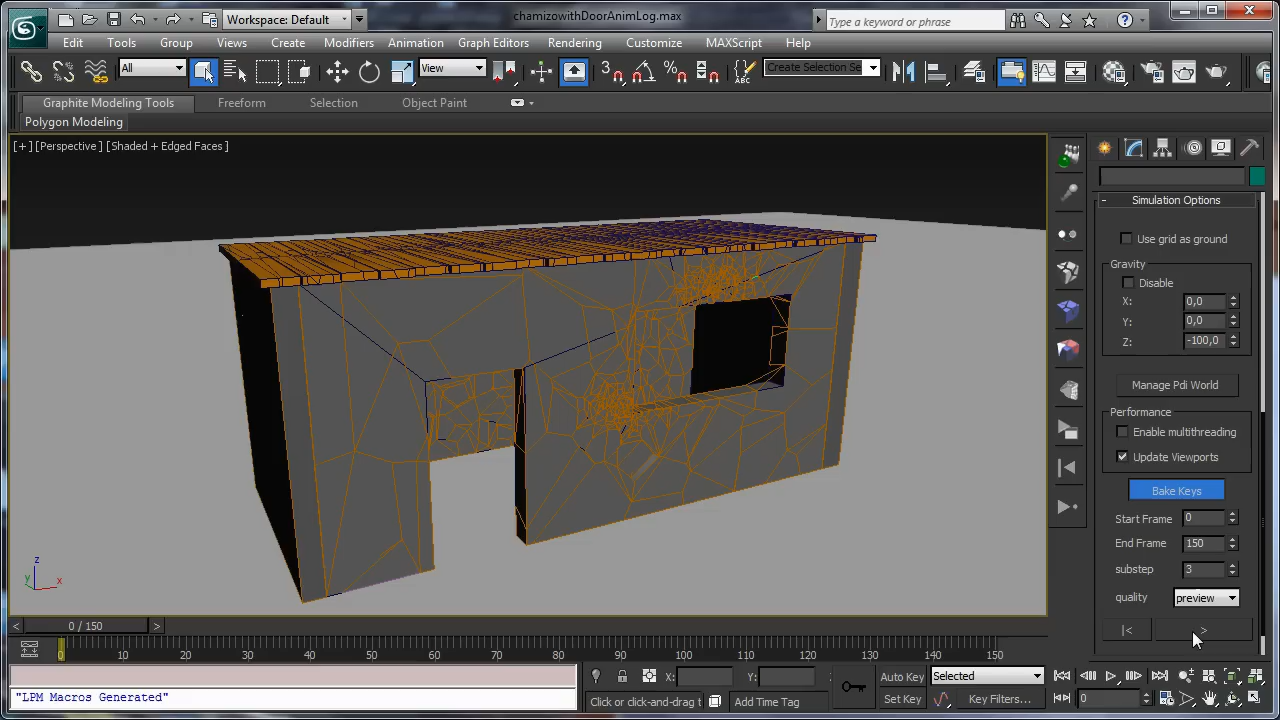 Workspace: Default
chamizowithDoorAnimLog.max
Type a keyword or phrase
Edit Tools Group Views Create Modifiers Animation Graph Editors Rendering Customize MAXScript Help
All
View
3
Create Selection Se
Graphite Modeling Tools Freeform Selection Object Paint
Polygon Modeling
[+] [Perspective] [Shaded + Edged Faces]
- Simulation Options
Use grid as ground
Gravity
Disable
X: 0,0
Y: 0,0
Z: -100,0
Manage Pdi World
Performance
Enable multithreading
Update Viewports
Bake Keys
Start Frame 0
End Frame 150
substep 3
quality preview
|< >
z
y x
< 0 / 150 >
0 10 20 30 40 50 60 70 80 90 100 110 120 130 140 150
X: Y: Auto Key Selected
"LPM Macros Generated"
Click or click-and-drag t Add Time Tag Set Key Key Filters... 0